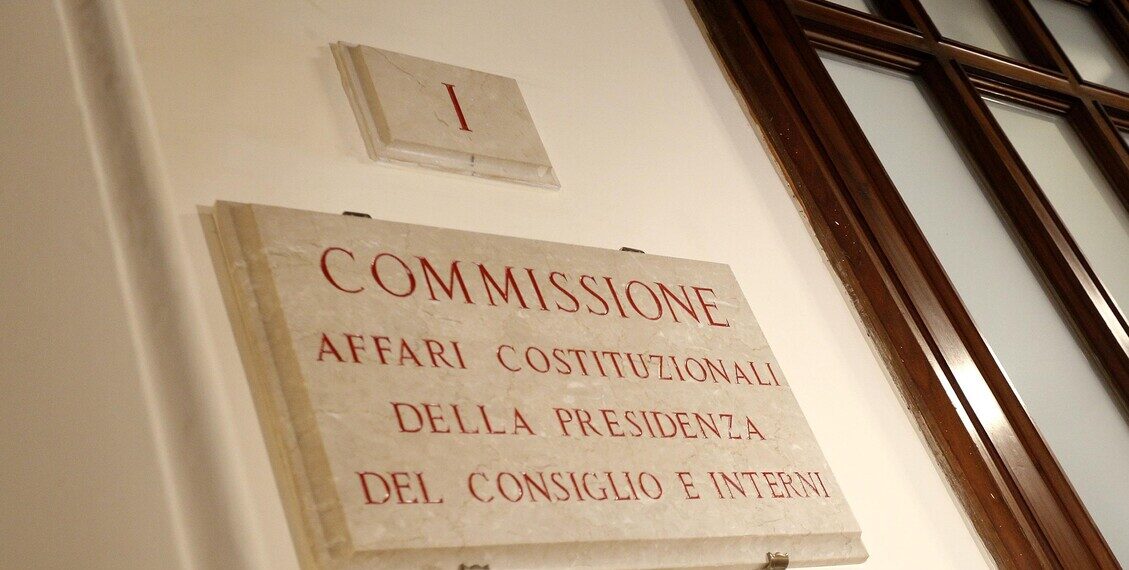 I
COMMISSIONE
AFFARI COSTITUZIONALI
DELLA PRESIDENZA
DEL CONSIGLIO E INTERNI